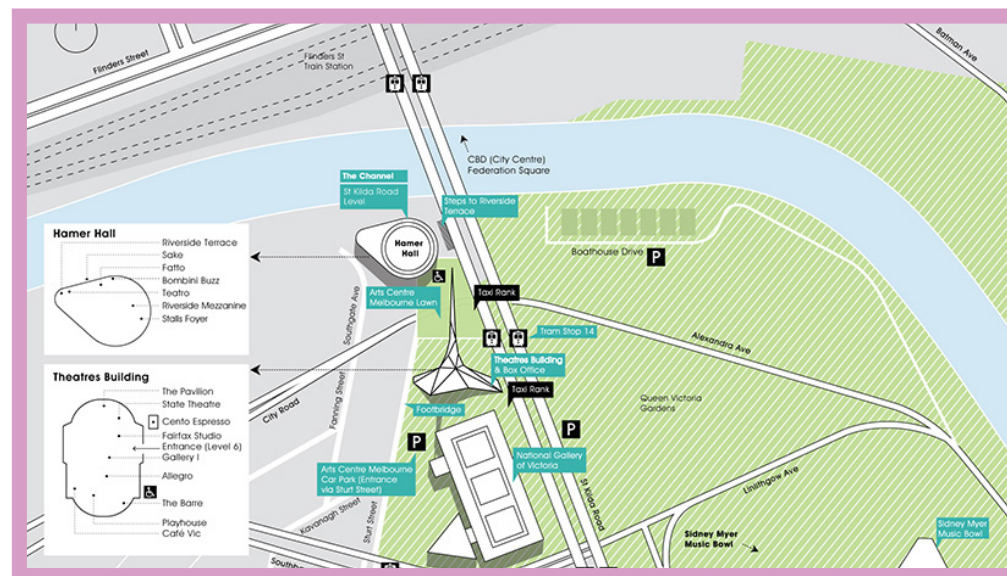 Flinders Street
Flinders St
Train Station
Batman Ave
CBD (City Centre)
Federation Square
The Channel
St Kilda Road
Level
Steps to Riverside
Terrace
Hamer
Hall
Boathouse Drive
P
Hamer Hall
Riverside Terrace
Sake
Fatto
Bombini Buzz
Teatro
Riverside Mezzanine
Stalls Foyer
Arts Centre
Melbourne Lawn
Taxi Rank
Southgate Ave
Tram Stop 14
Alexandra Ave
Theatres Building
& Box Office
Taxi Rank
Queen Victoria
Gardens
City Road
Fanning Street
Footbridge
Theatres Building
The Pavilion
State Theatre
Cento Espresso
Fairfax Studio
Entrance (Level 6)
Gallery 1
Allegro
The Barre
Playhouse
Café Vic
P
P
Arts Centre Melbourne
Car Park (Entrance
via Sturt Street)
National Gallery
of Victoria
St Kilda Road
Linlithgow Ave
Kavanagh Street
Sturt Street
Sidney Myer
Music Bowl
Sidney Myer
Music Bowl